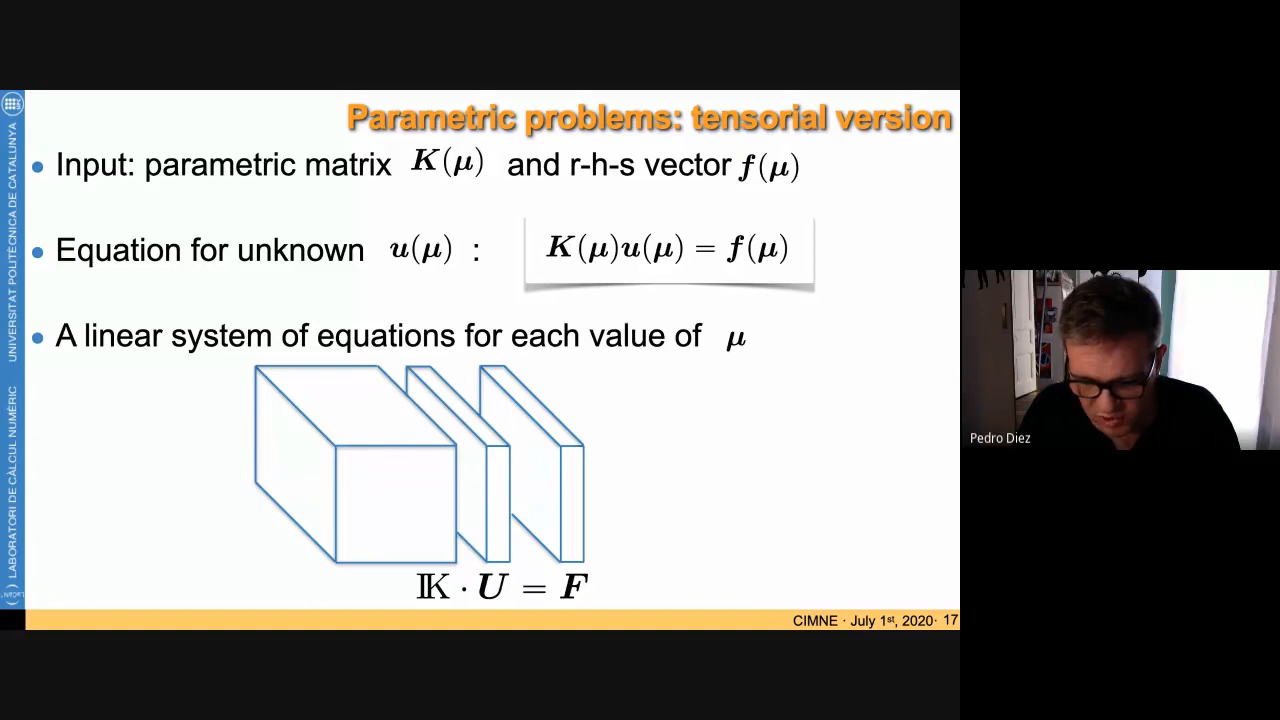 Parametric problems: tensorial version
• Input: parametric matrix K(μ) and r-h-s vector f(μ)
• Equation for unknown u(μ) : K(μ)u(μ) = f(μ)
• A linear system of equations for each value of μ
𝕂 · U = F
CIMNE · July 1st, 2020· 17
UNIVERSITAT POLITÈCNICA DE CATALUNYA
LABORATORI DE CÀLCUL NUMÈRIC
Pedro Diez